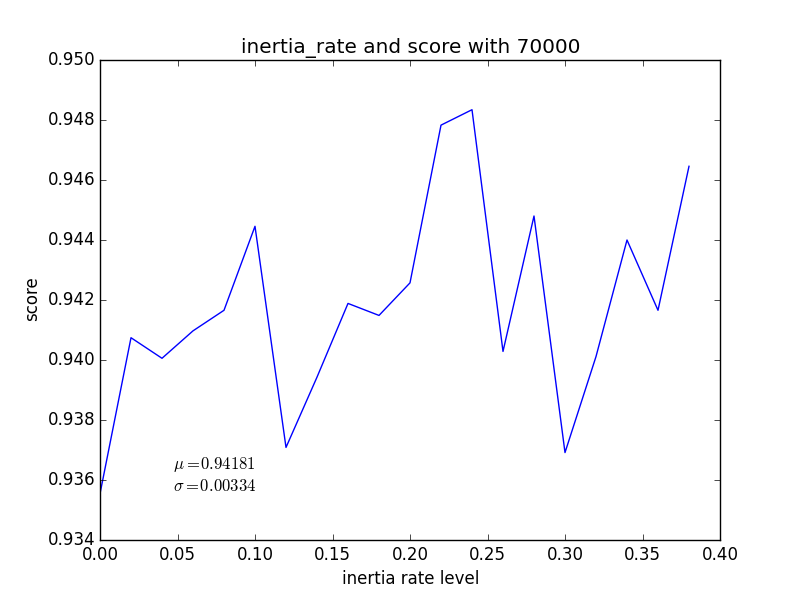 inertia_rate and score with 70000
0.950
0.948
0.946
0.944
0.942
0.940
0.938
0.936
0.934
score
μ=0.94181
σ=0.00334
0.00 0.05 0.10 0.15 0.20 0.25 0.30 0.35 0.40
inertia rate level